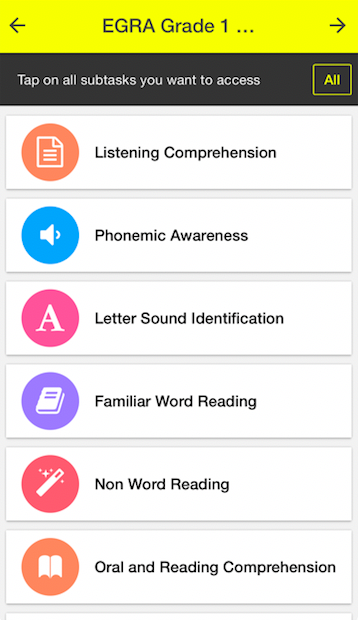 EGRA Grade 1 ...
Tap on all subtasks you want to access
All
Listening Comprehension
Phonemic Awareness
A
Letter Sound Identification
Familiar Word Reading
Non Word Reading
Oral and Reading Comprehension